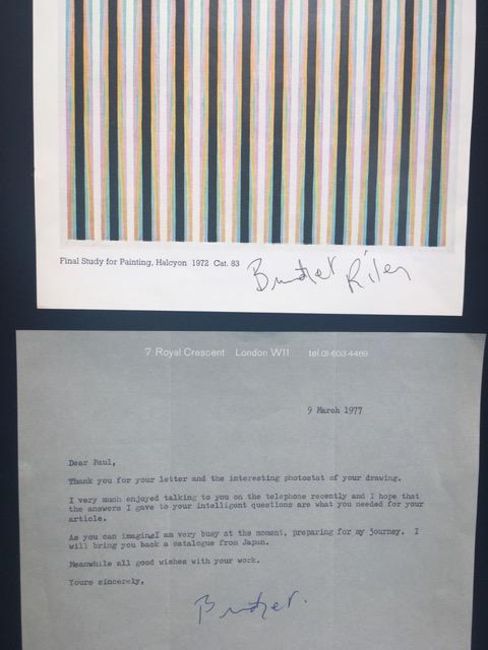 Final Study for Painting, Halcyon 1972 Cat. 83
Bridget Riley
7 Royal Crescent London W11 tel 01-603-4469
9 March 1977
Dear Paul,
Thank you for your letter and the interesting photostat of your drawing.
I very much enjoyed talking to you on the telephone recently and I hope that
the answers I gave to your intelligent questions are what you needed for your
article.
As you can imagineI am very busy at the moment, preparing for my journey. I
will bring you back a catalogue from Japan.
Meanwhile all good wishes with your work.
Yours sincerely,
Bridget.